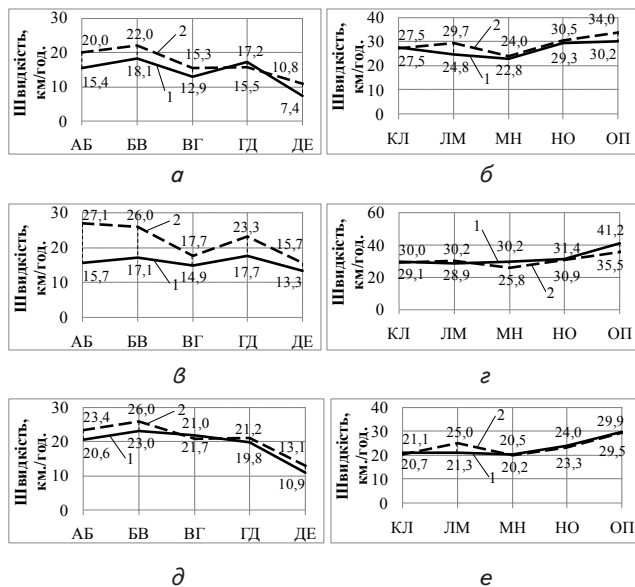 Швидкість, км/год.
30
20
10
0
20,0 22,0 2 15,3 17,2 10,8
15,4 18,1 1 12,9 15,5 7,4
АБ БВ ВГ ГД ДЕ
а
Швидкість, км/год.
40
30
20
10
0
27,5 29,7 2 24,0 30,5 34,0
27,5 24,8 1 22,8 29,3 30,2
КЛ ЛМ МН НО ОП
б
Швидкість, км/год.
30
20
10
0
27,1 26,0 2 17,7 23,3 15,7
15,7 17,1 1 14,9 17,7 13,3
АБ БВ ВГ ГД ДЕ
в
Швидкість, км/год.
60
40
20
0
30,0 30,2 1 30,2 31,4 41,2
29,1 28,9 25,8 2 30,9 35,5
КЛ ЛМ МН НО ОП
г
Швидкість, км./год.
30
20
10
0
23,4 26,0 2 21,0 21,2 13,1
20,6 1 23,0 21,7 19,8 10,9
АБ БВ ВГ ГД ДЕ
д
Швидкість, км./год.
40
30
20
10
0
21,1 25,0 2 20,5 24,0 29,9
20,7 21,3 1 20,2 23,3 29,5
КЛ ЛМ МН НО ОП
е